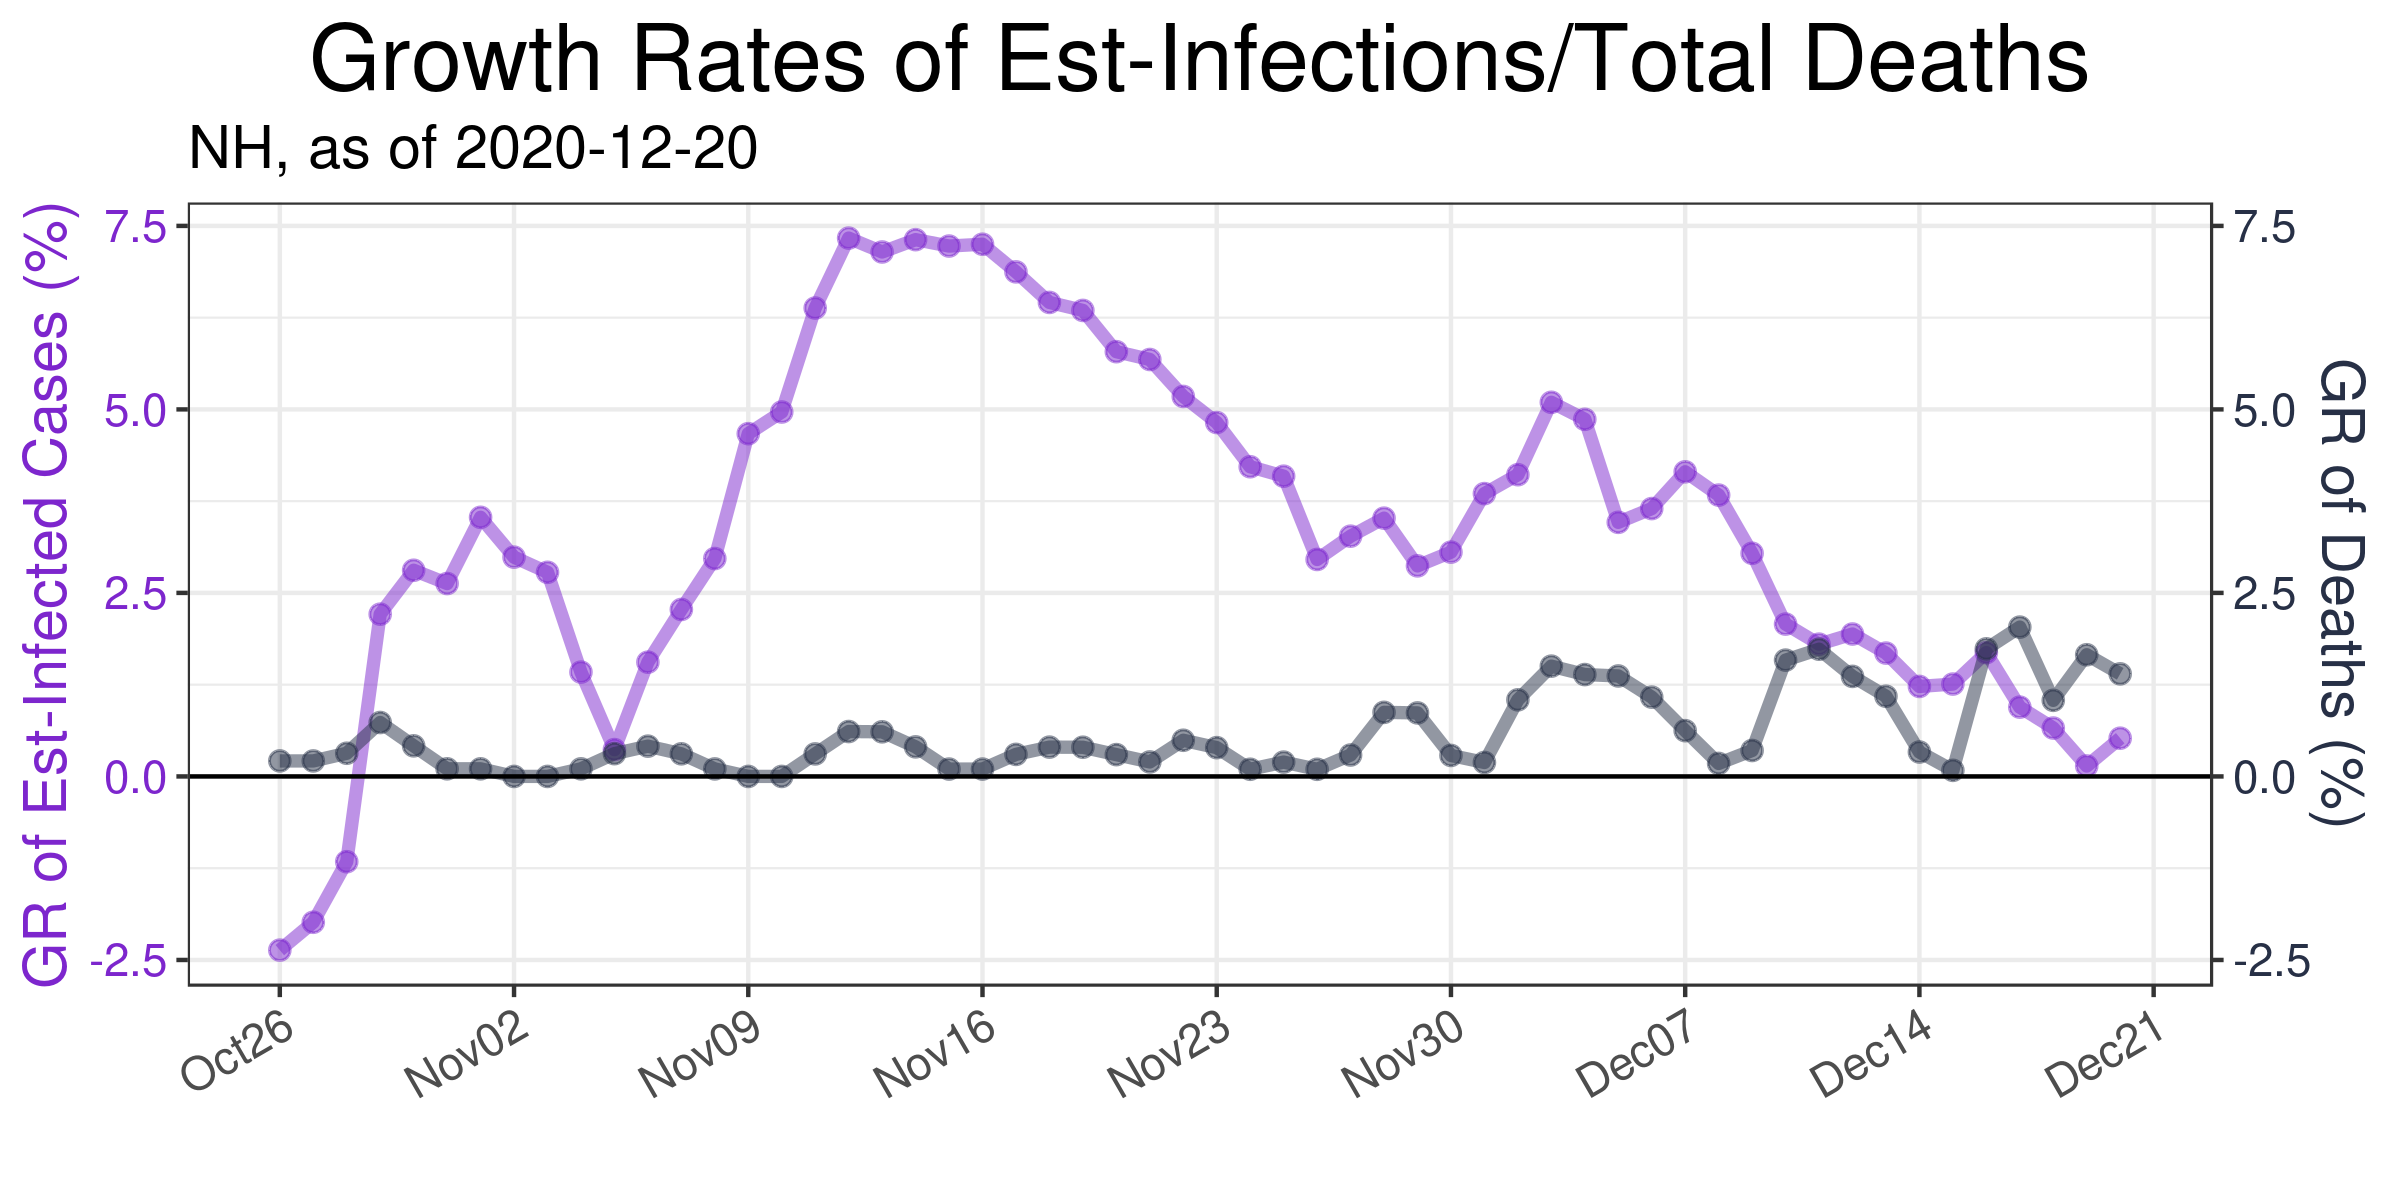 Growth Rates of Est-Infections/Total Deaths
NH, as of 2020-12-20
GR of Est-Infected Cases (%)
7.5
5.0
2.5
0.0
-2.5
7.5
5.0
2.5
0.0
-2.5
GR of Deaths (%)
Oct26
Nov02
Nov09
Nov16
Nov23
Nov30
Dec07
Dec14
Dec21